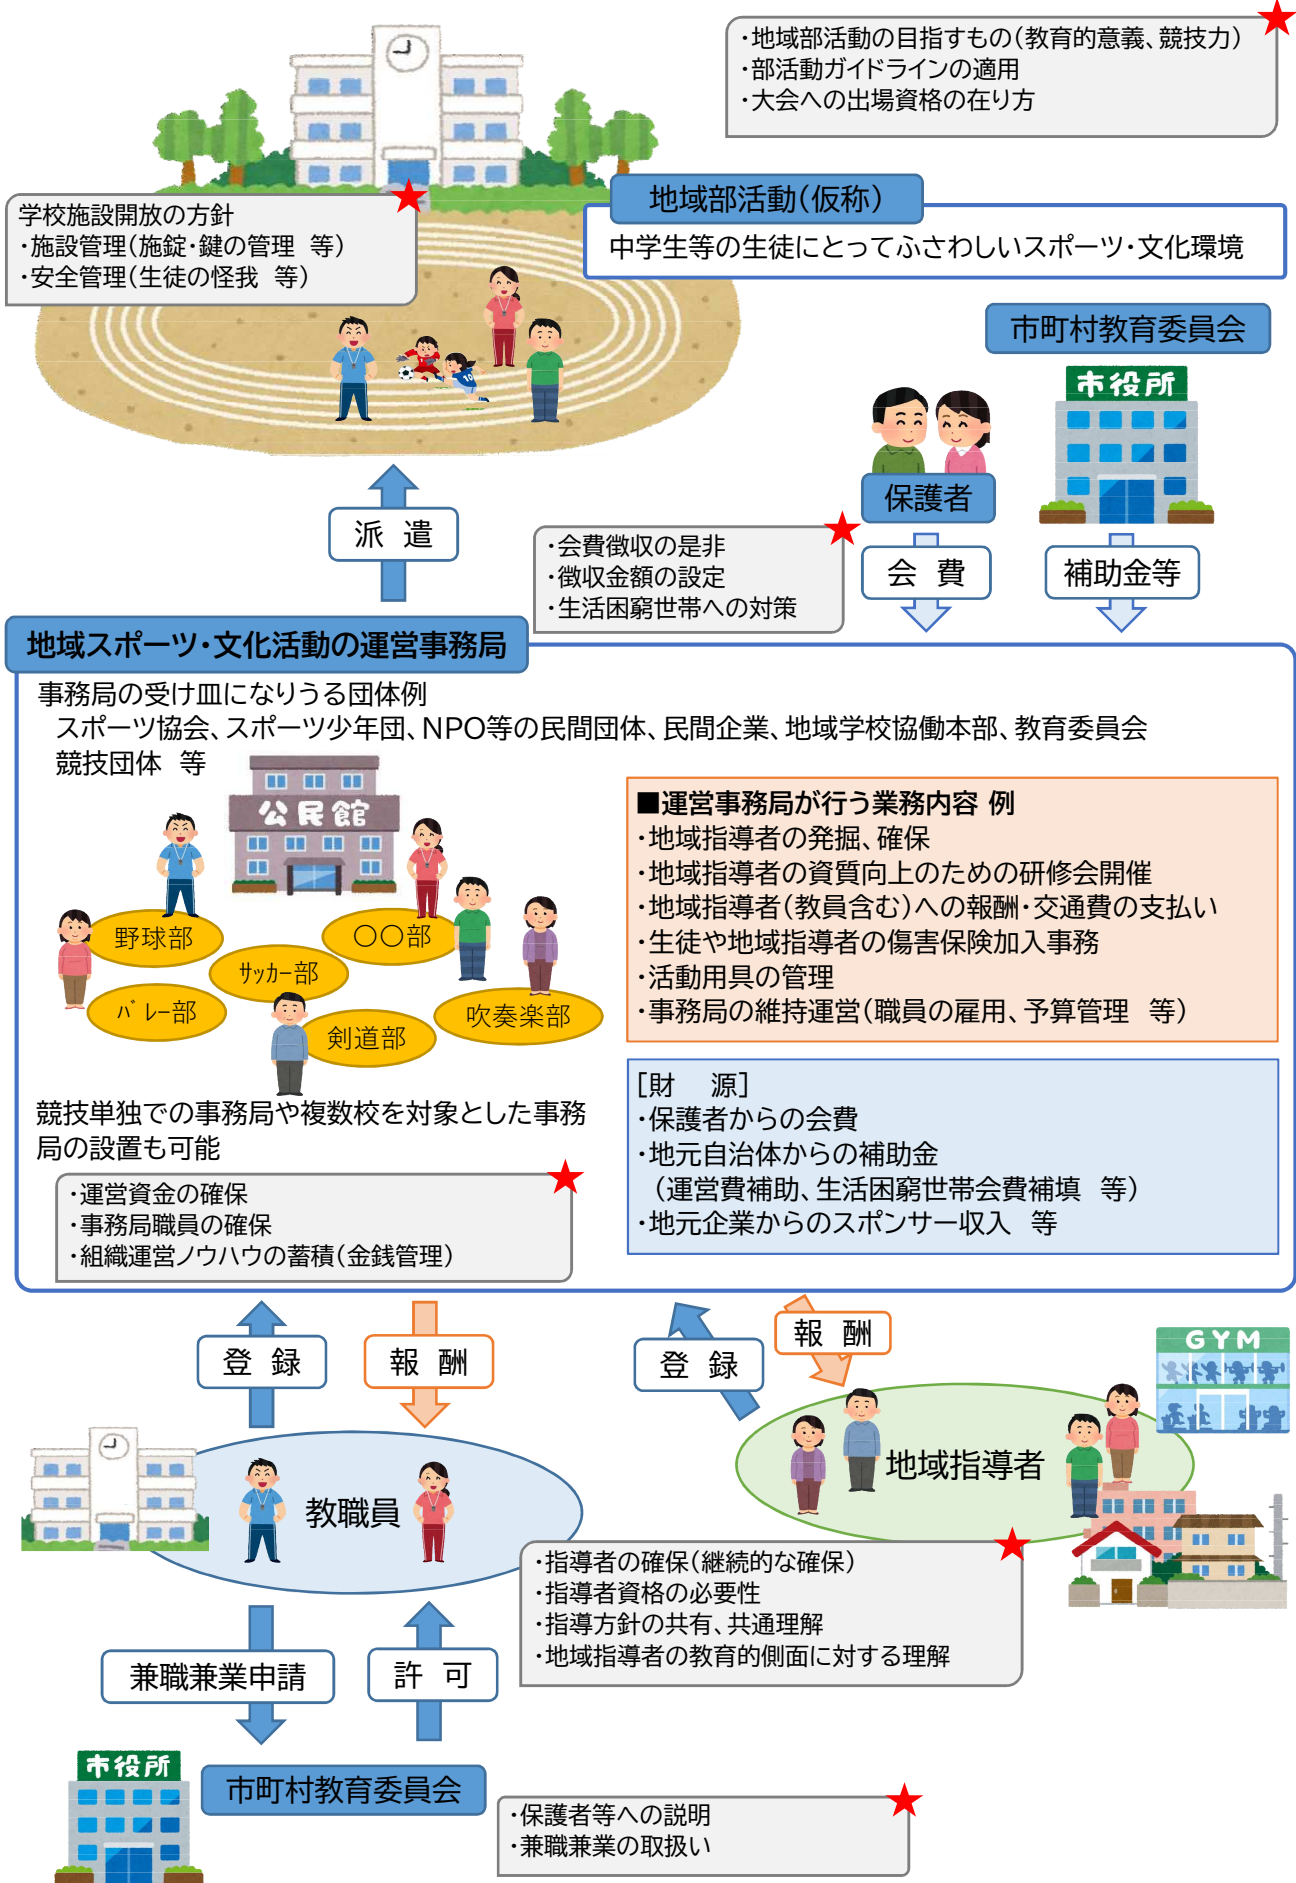 ・地域部活動の目指すもの(教育的意義、競技力)
・部活動ガイドラインの適用
・大会への出場資格の在り方
地域部活動(仮称)
中学生等の生徒にとってふさわしいスポーツ・文化環境
学校施設開放の方針
・施設管理(施錠・鍵の管理 等)
・安全管理(生徒の怪我 等)
市町村教育委員会
市役所
保護者
派 遣
・会費徴収の是非
・徴収金額の設定
・生活困窮世帯への対策
会 費
補助金等
地域スポーツ・文化活動の運営事務局
事務局の受け皿になりうる団体例
スポーツ協会、スポーツ少年団、NPO等の民間団体、民間企業、地域学校協働本部、教育委員会
競技団体 等
公民館
野球部
〇〇部
サッカー部
バレー部
剣道部
吹奏楽部
■運営事務局が行う業務内容 例
・地域指導者の発掘、確保
・地域指導者の資質向上のための研修会開催
・地域指導者(教員含む)への報酬・交通費の支払い
・生徒や地域指導者の傷害保険加入事務
・活動用具の管理
・事務局の維持運営(職員の雇用、予算管理 等)
[財 源]
・保護者からの会費
・地元自治体からの補助金
(運営費補助、生活困窮世帯会費補填 等)
・地元企業からのスポンサー収入 等
競技単独での事務局や複数校を対象とした事務
局の設置も可能
・運営資金の確保
・事務局職員の確保
・組織運営ノウハウの蓄積(金銭管理)
登 録
報 酬
登 録
報 酬
GYM
教職員
地域指導者
・指導者の確保(継続的な確保)
・指導者資格の必要性
・指導方針の共有、共通理解
・地域指導者の教育的側面に対する理解
兼職兼業申請
許 可
市役所
市町村教育委員会
・保護者等への説明
・兼職兼業の取扱い